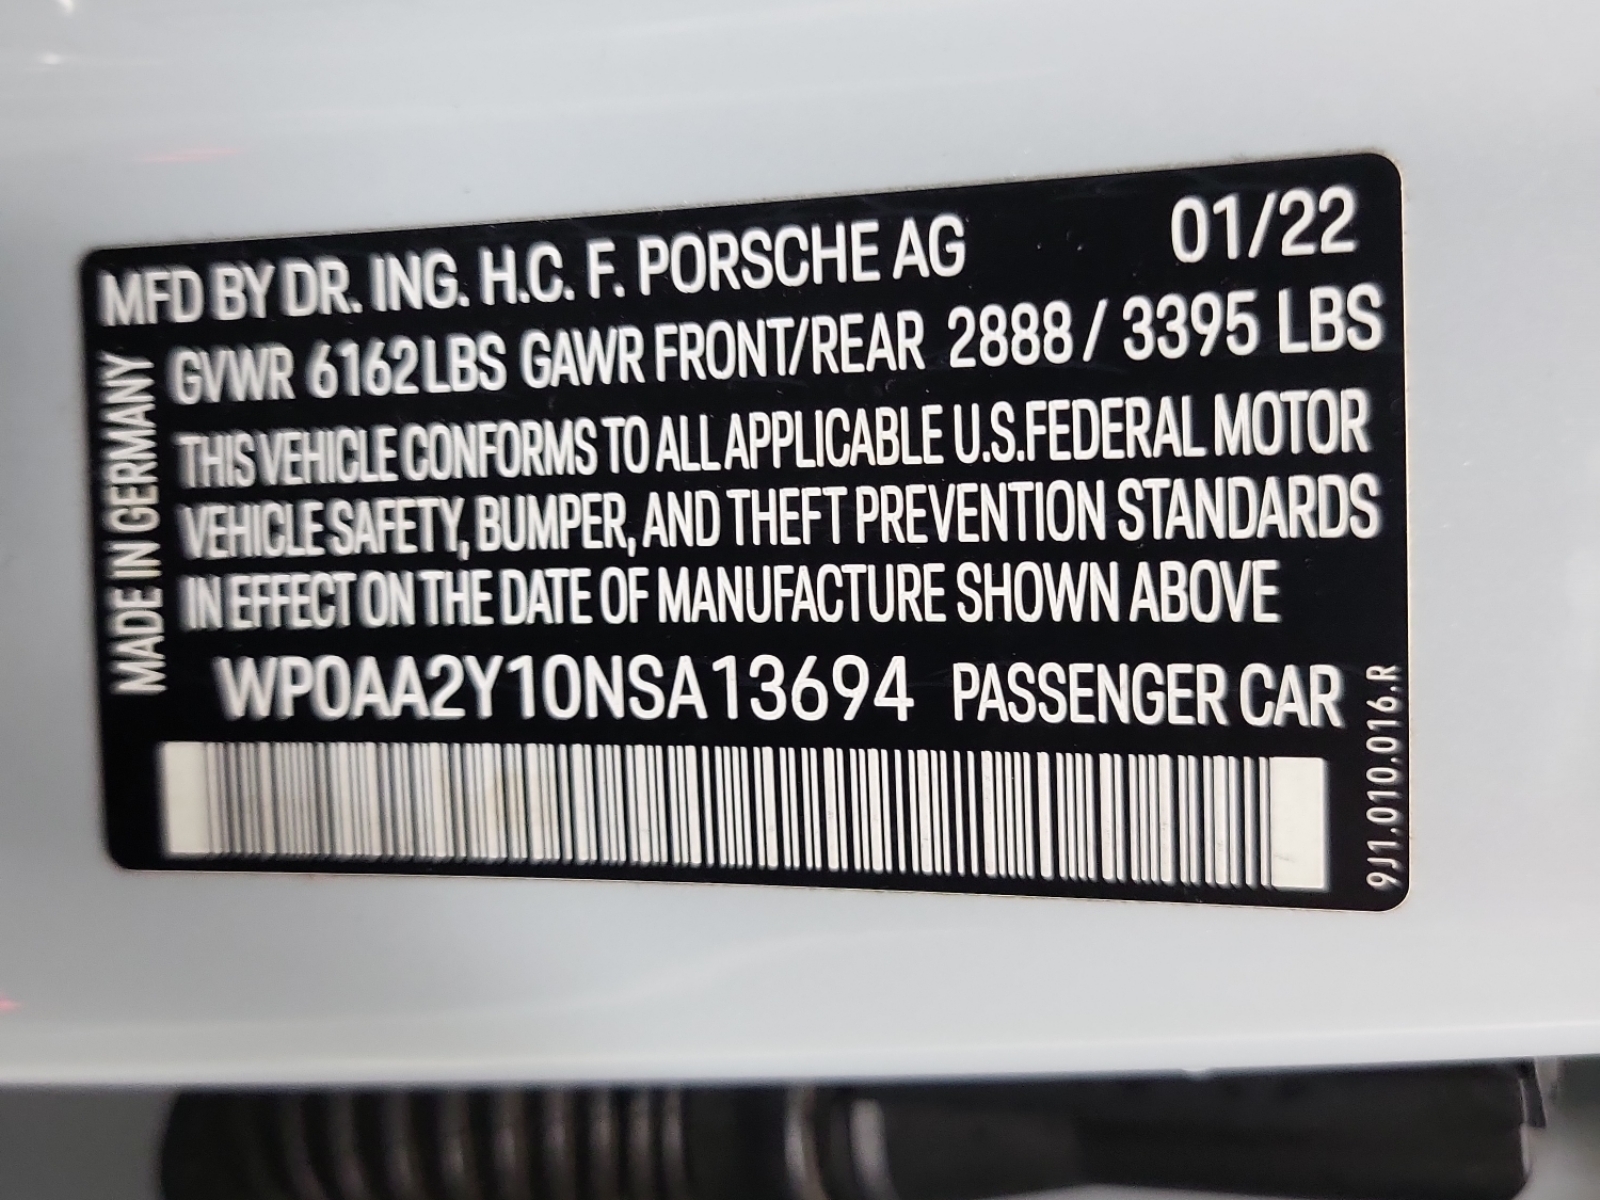 MFD BY DR. ING. H.C. F. PORSCHE AG 01/22
GVWR 6162LBS GAWR FRONT/REAR 2888 / 3395 LBS
THIS VEHICLE CONFORMS TO ALL APPLICABLE U.S.FEDERAL MOTOR
VEHICLE SAFETY, BUMPER, AND THEFT PREVENTION STANDARDS
IN EFFECT ON THE DATE OF MANUFACTURE SHOWN ABOVE
WP0AA2Y10NSA13694 PASSENGER CAR
MADE IN GERMANY
9J1.010.016.R